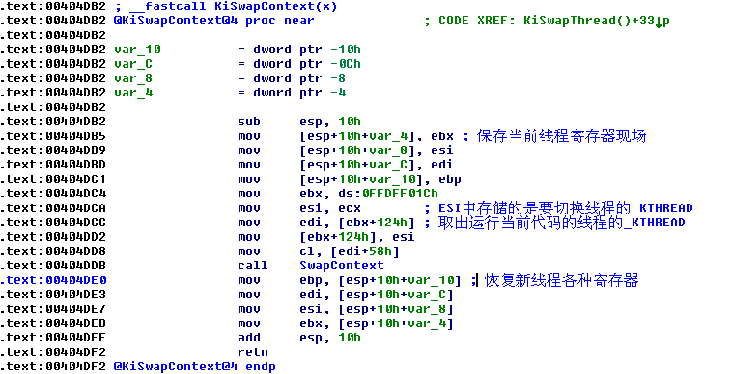 .text:00404DB2 ; __fastcall KiSwapContext(x)
.text:00404DB2 @KiSwapContext@4 proc near ; CODE XREF: KiSwapThread()+33↓p
.text:00404DB2
.text:00404DB2 var_10 = dword ptr -10h
.text:00404DB2 var_C = dword ptr -0Ch
.text:00404DB2 var_8 = dword ptr -8
.text:00404DB2 var_4 = dword ptr -4
.text:00404DB2
.text:00404DB2 sub esp, 10h
.text:00404DB5 mov [esp+10h+var_4], ebx ; 保存当前线程寄存器现场
.text:00404DB9 mov [esp+10h+var_8], esi
.text:00404DBD mov [esp+10h+var_C], edi
.text:00404DC1 mov [esp+10h+var_10], ebp
.text:00404DC4 mov ebx, ds:0FFDFF01Ch
.text:00404DCA mov esi, ecx ; ESI中存储的是要切换线程的_KTHREAD
.text:00404DCC mov edi, [ebx+124h] ; 取出运行当前代码的线程的_KTHREAD
.text:00404DD2 mov [ebx+124h], esi
.text:00404DD8 mov cl, [edi+58h]
.text:00404DDB call SwapContext
.text:00404DE0 mov ebp, [esp+10h+var_10] ; 恢复新线程各种寄存器
.text:00404DE3 mov edi, [esp+10h+var_C]
.text:00404DE7 mov esi, [esp+10h+var_8]
.text:00404DEB mov ebx, [esp+10h+var_4]
.text:00404DEF add esp, 10h
.text:00404DF2 retn
.text:00404DF2 @KiSwapContext@4 endp